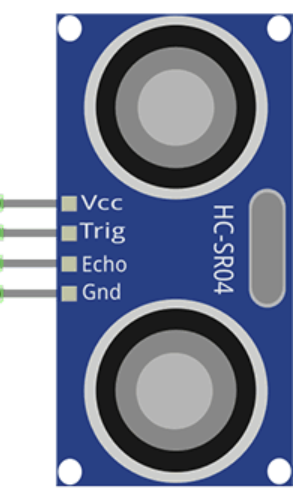 Vcc
Trig
Echo
Gnd
HC-SR04